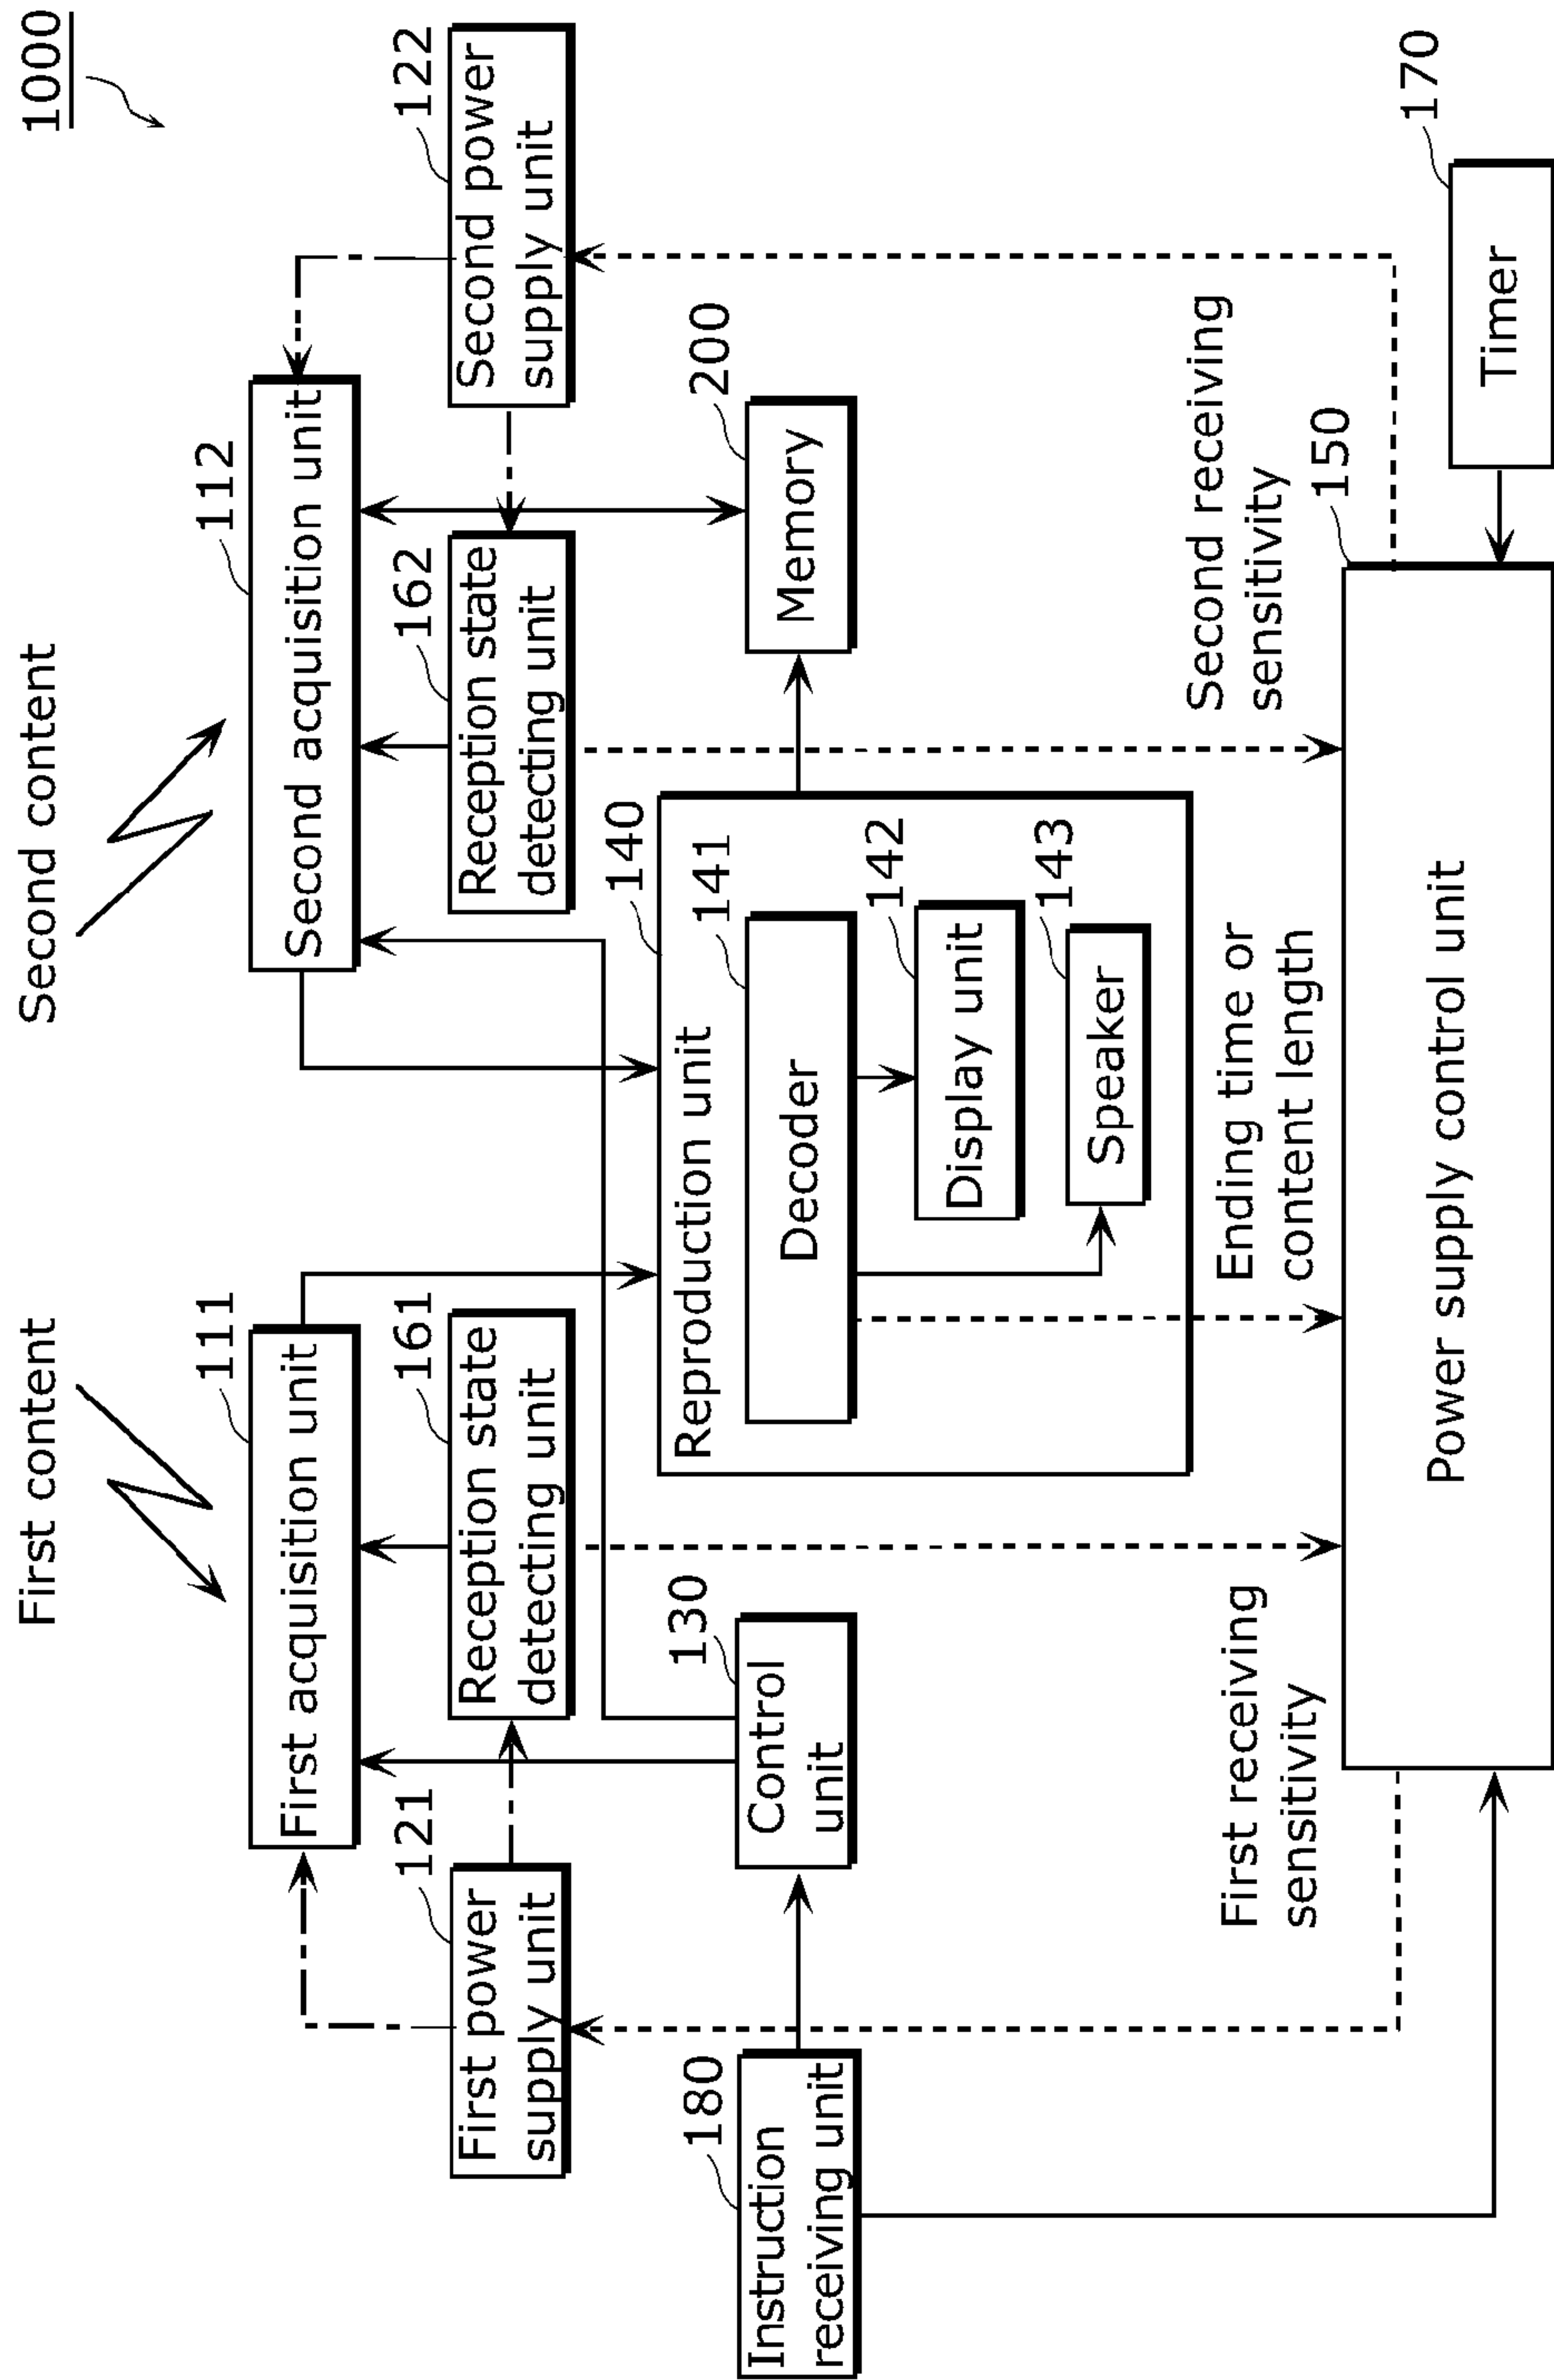 1000
First content
Second content
111
First acquisition unit
112
Second acquisition unit
121
First power
supply unit
161
Reception state
detecting unit
162
Reception state
detecting unit
122
Second power
supply unit
180
Instruction
receiving unit
130
Control
unit
140
Reproduction unit
141
Decoder
142
Display unit
143
Speaker
200
Memory
First receiving
sensitivity
Ending time or
content length
Second receiving
sensitivity
150
Power supply control unit
170
Timer